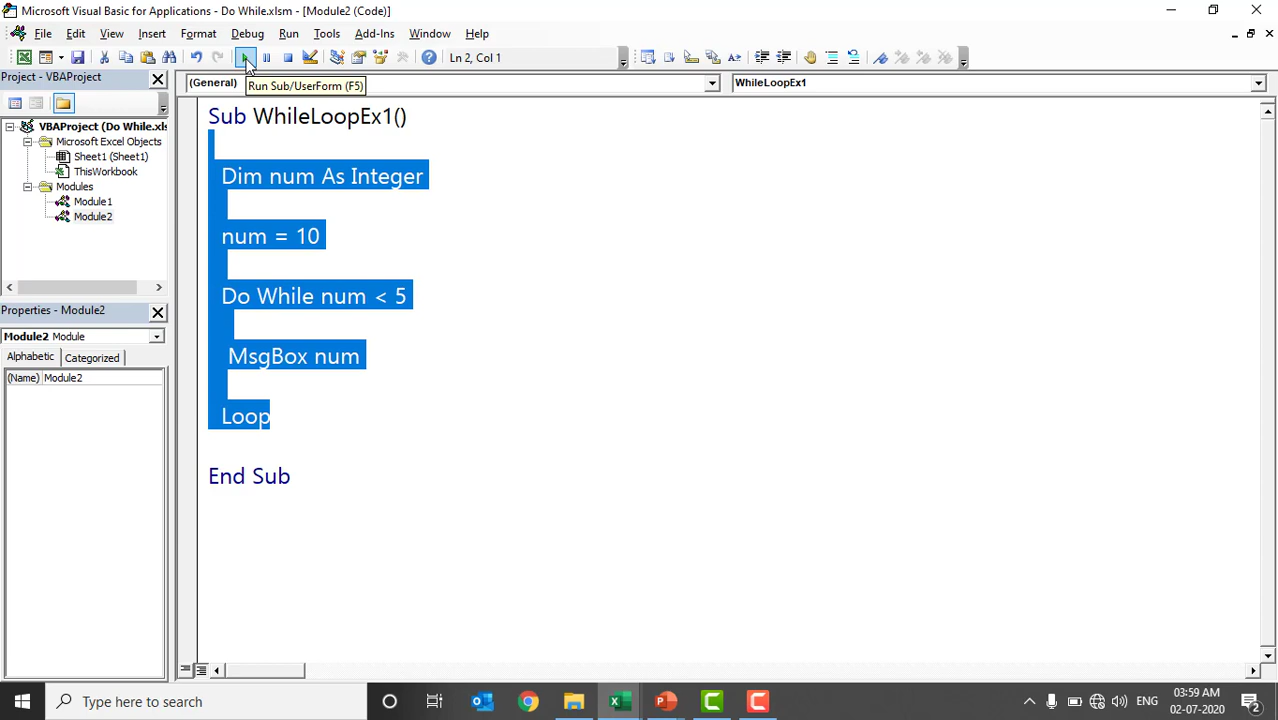 Microsoft Visual Basic for Applications - Do While.xlsm - [Module2 (Code)]
File Edit View Insert Format Debug Run Tools Add-Ins Window Help
Ln 2, Col 1
Project - VBAProject
Run Sub/UserForm (F5)
(General)
WhileLoopEx1
VBAProject (Do While.xls
Microsoft Excel Objects
Sheet1 (Sheet1)
ThisWorkbook
Modules
Module1
Module2
Sub WhileLoopEx1()
Dim num As Integer
num = 10
Do While num < 5
MsgBox num
Loop
End Sub
Properties - Module2
Module2 Module
Alphabetic Categorized
(Name) Module2
Type here to search
ENG
03:59 AM
02-07-2020
2